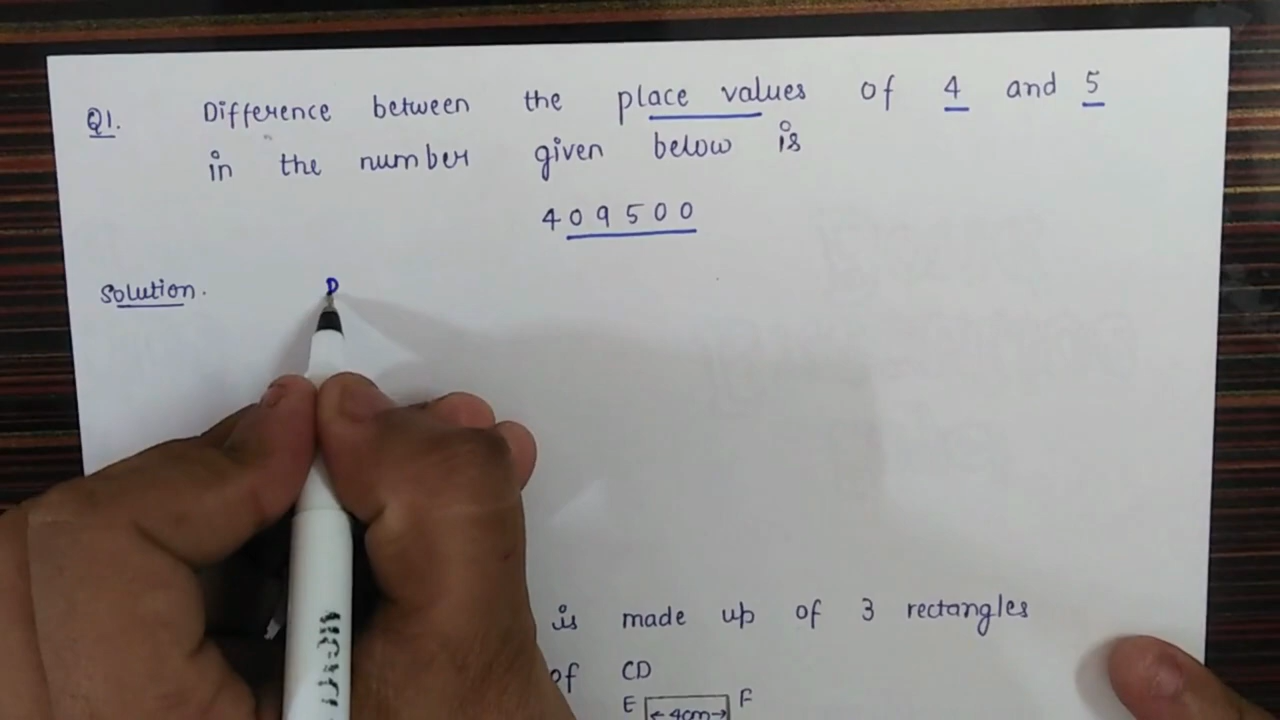 Q1. Difference between the place values of 4 and 5
in the number given below is
409500
Solution. D
is made up of 3 rectangles
of CD
E ←4cm→ F